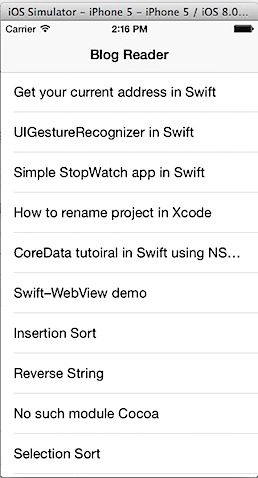 iOS Simulator – iPhone 5 – iPhone 5 / iOS 8.0...
Carrier 2:16 PM
Blog Reader
Get your current address in Swift
UIGestureRecognizer in Swift
Simple StopWatch app in Swift
How to rename project in Xcode
CoreData tutoiral in Swift using NS...
Swift–WebView demo
Insertion Sort
Reverse String
No such module Cocoa
Selection Sort